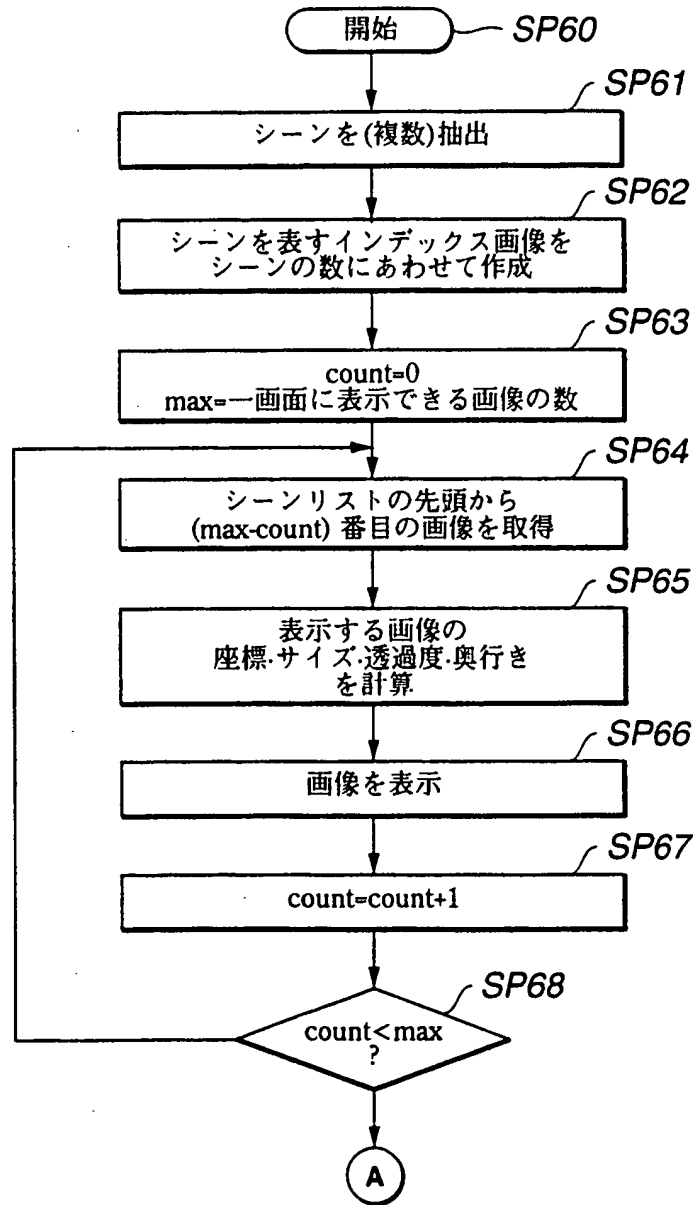 開始
SP60
SP61
シーンを(複数)抽出
SP62
シーンを表すインデックス画像を
シーンの数にあわせて作成
SP63
count=0
max=一画面に表示できる画像の数
SP64
シーンリストの先頭から
(max-count) 番目の画像を取得
SP65
表示する画像の
座標·サイズ·透過度·奥行き
を計算
SP66
画像を表示
SP67
count=count+1
SP68
count<max
?
A